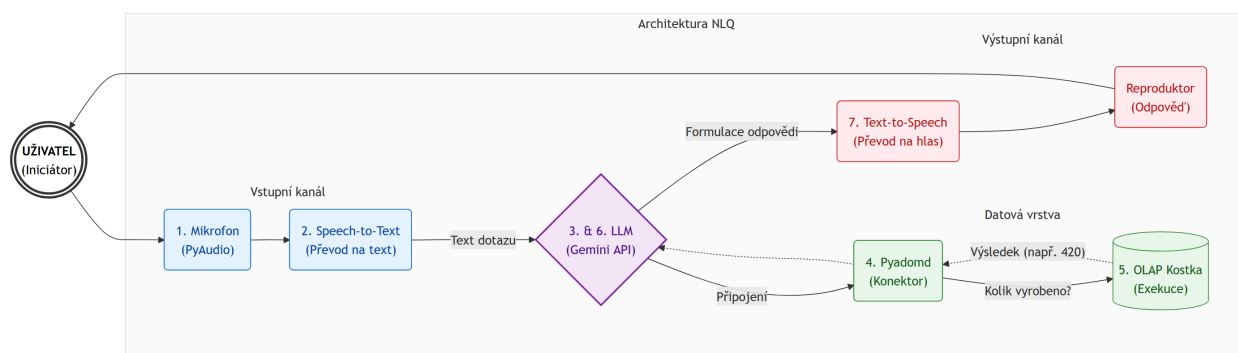 Architektura NLQ
Výstupní kanál
Reproduktor
(Odpověď)
7. Text-to-Speech
(Převod na hlas)
Formulace odpovědi
UŽIVATEL
(Iniciátor)
Vstupní kanál
1. Mikrofon
(PyAudio)
2. Speech-to-Text
(Převod na text)
Text dotazu
3. & 6. LLM
(Gemini API)
Datová vrstva
Připojení
4. Pyadomd
(Konektor)
Výsledek (např. 420)
Kolik vyrobeno?
5. OLAP Kostka
(Exekuce)